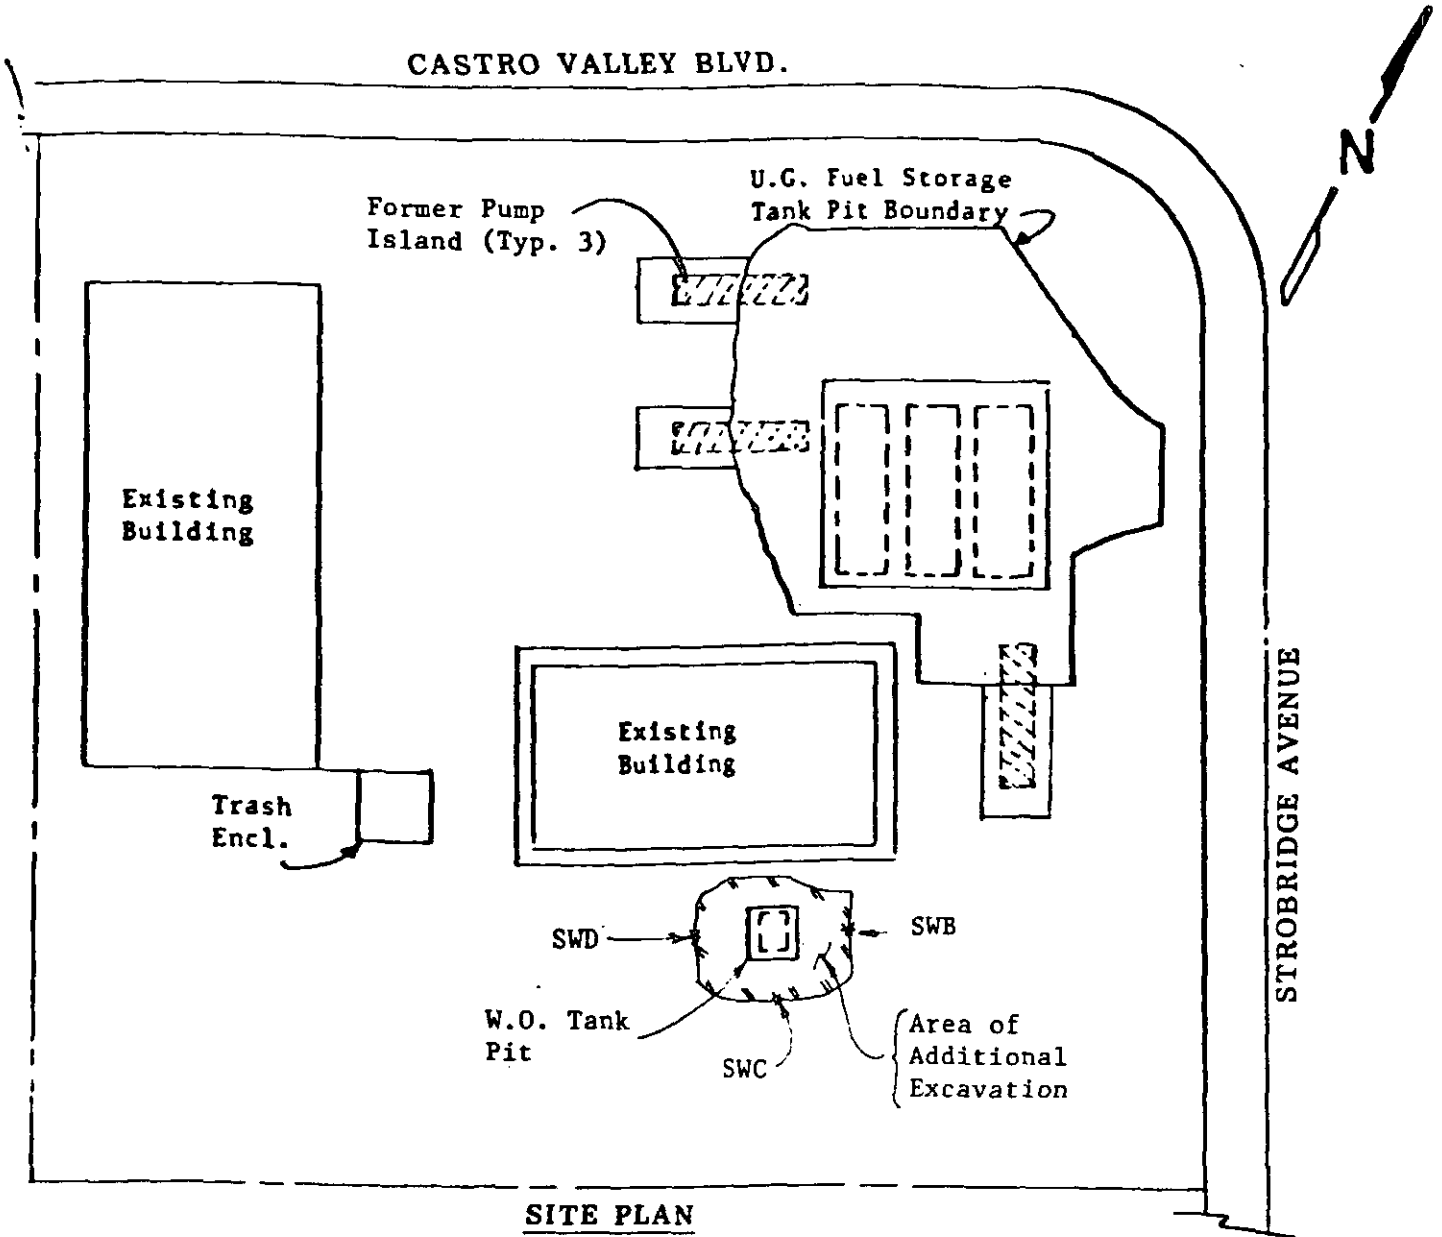 CASTRO VALLEY BLVD.
N
U.G. Fuel Storage
Tank Pit Boundary
Former Pump
Island (Typ. 3)
Existing
Building
Existing
Building
Trash
Encl.
STROBRIDGE AVENUE
SWD
SWB
W.O. Tank
Pit
SWC
Area of
Additional
Excavation
SITE PLAN